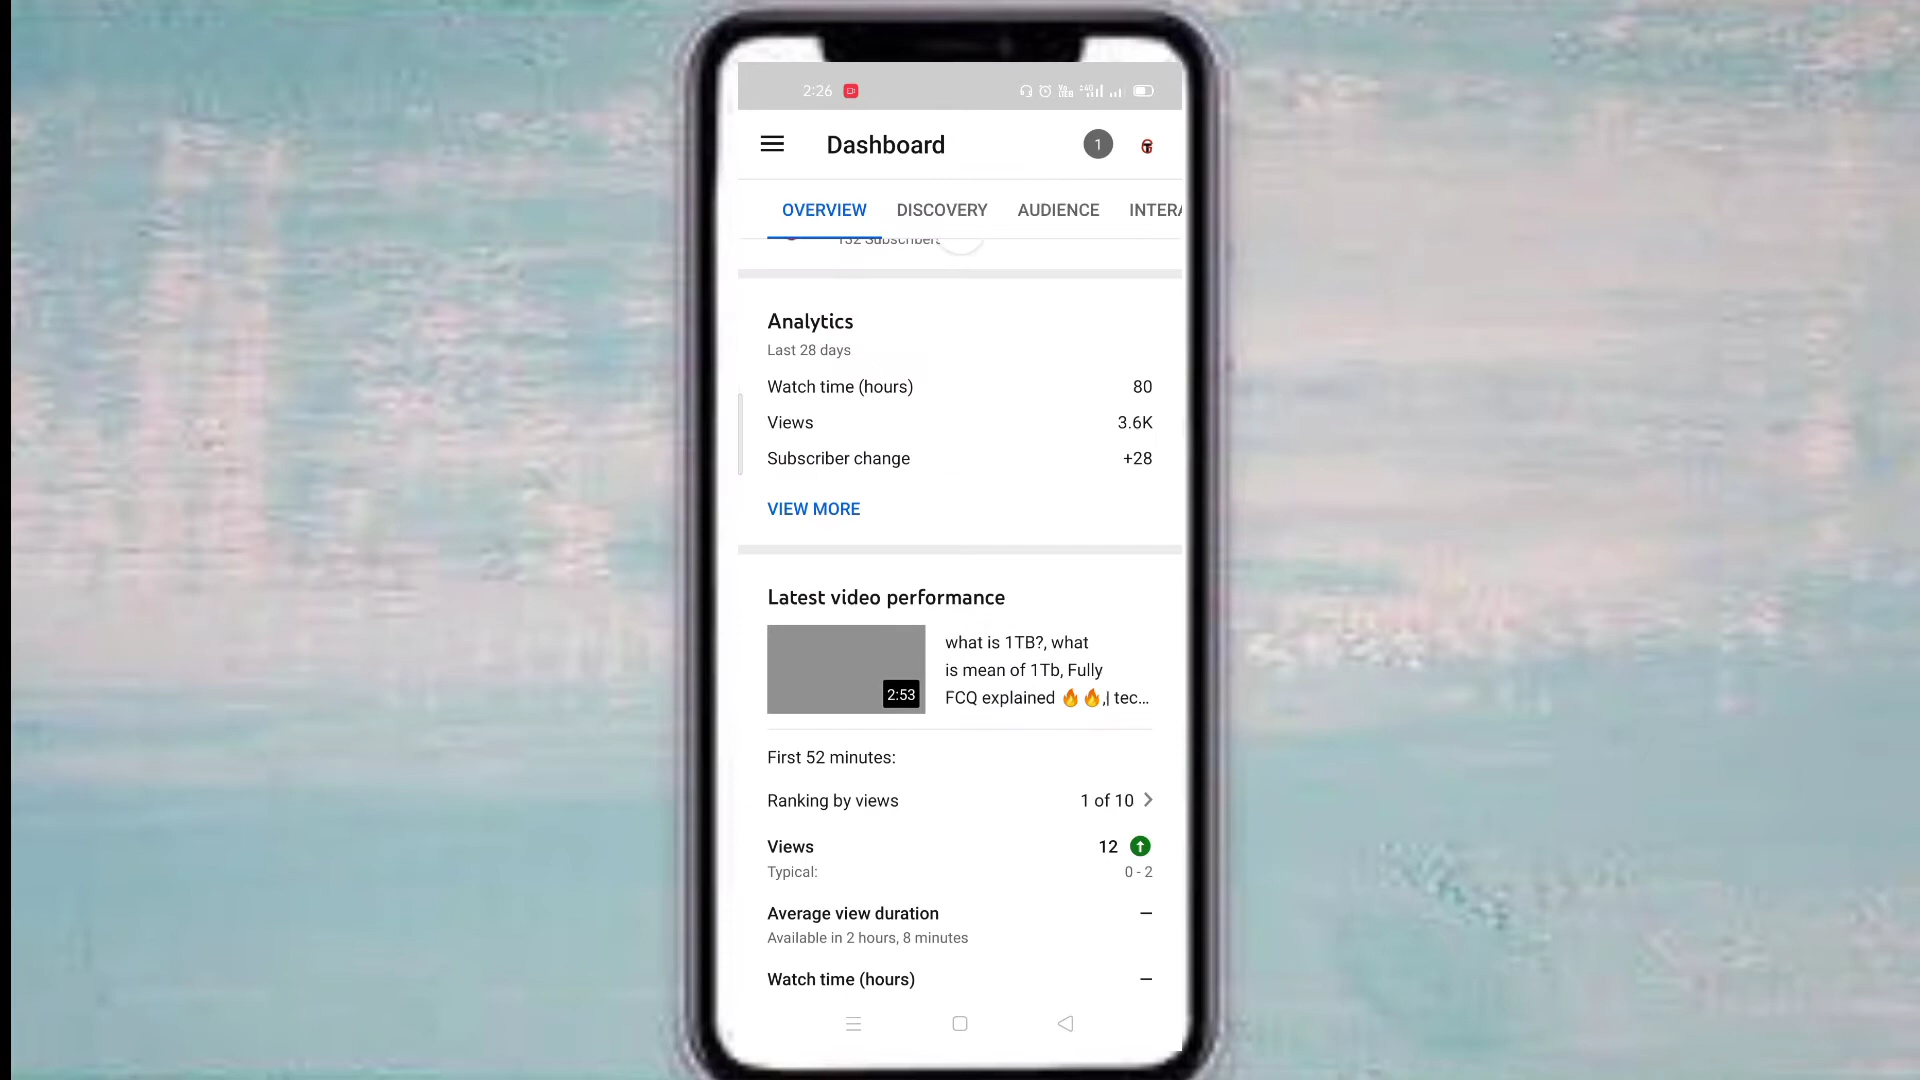 2:26
Dashboard
1
OVERVIEW DISCOVERY AUDIENCE INTERA
132 Subscribers
Analytics
Last 28 days
Watch time (hours) 80
Views 3.6K
Subscriber change +28
VIEW MORE
Latest video performance
2:53
what is 1TB?, what
is mean of 1Tb, Fully
FCQ explained 🔥🔥,| tec...
First 52 minutes:
Ranking by views 1 of 10
Views 12
Typical: 0 - 2
Average view duration —
Available in 2 hours, 8 minutes
Watch time (hours) —